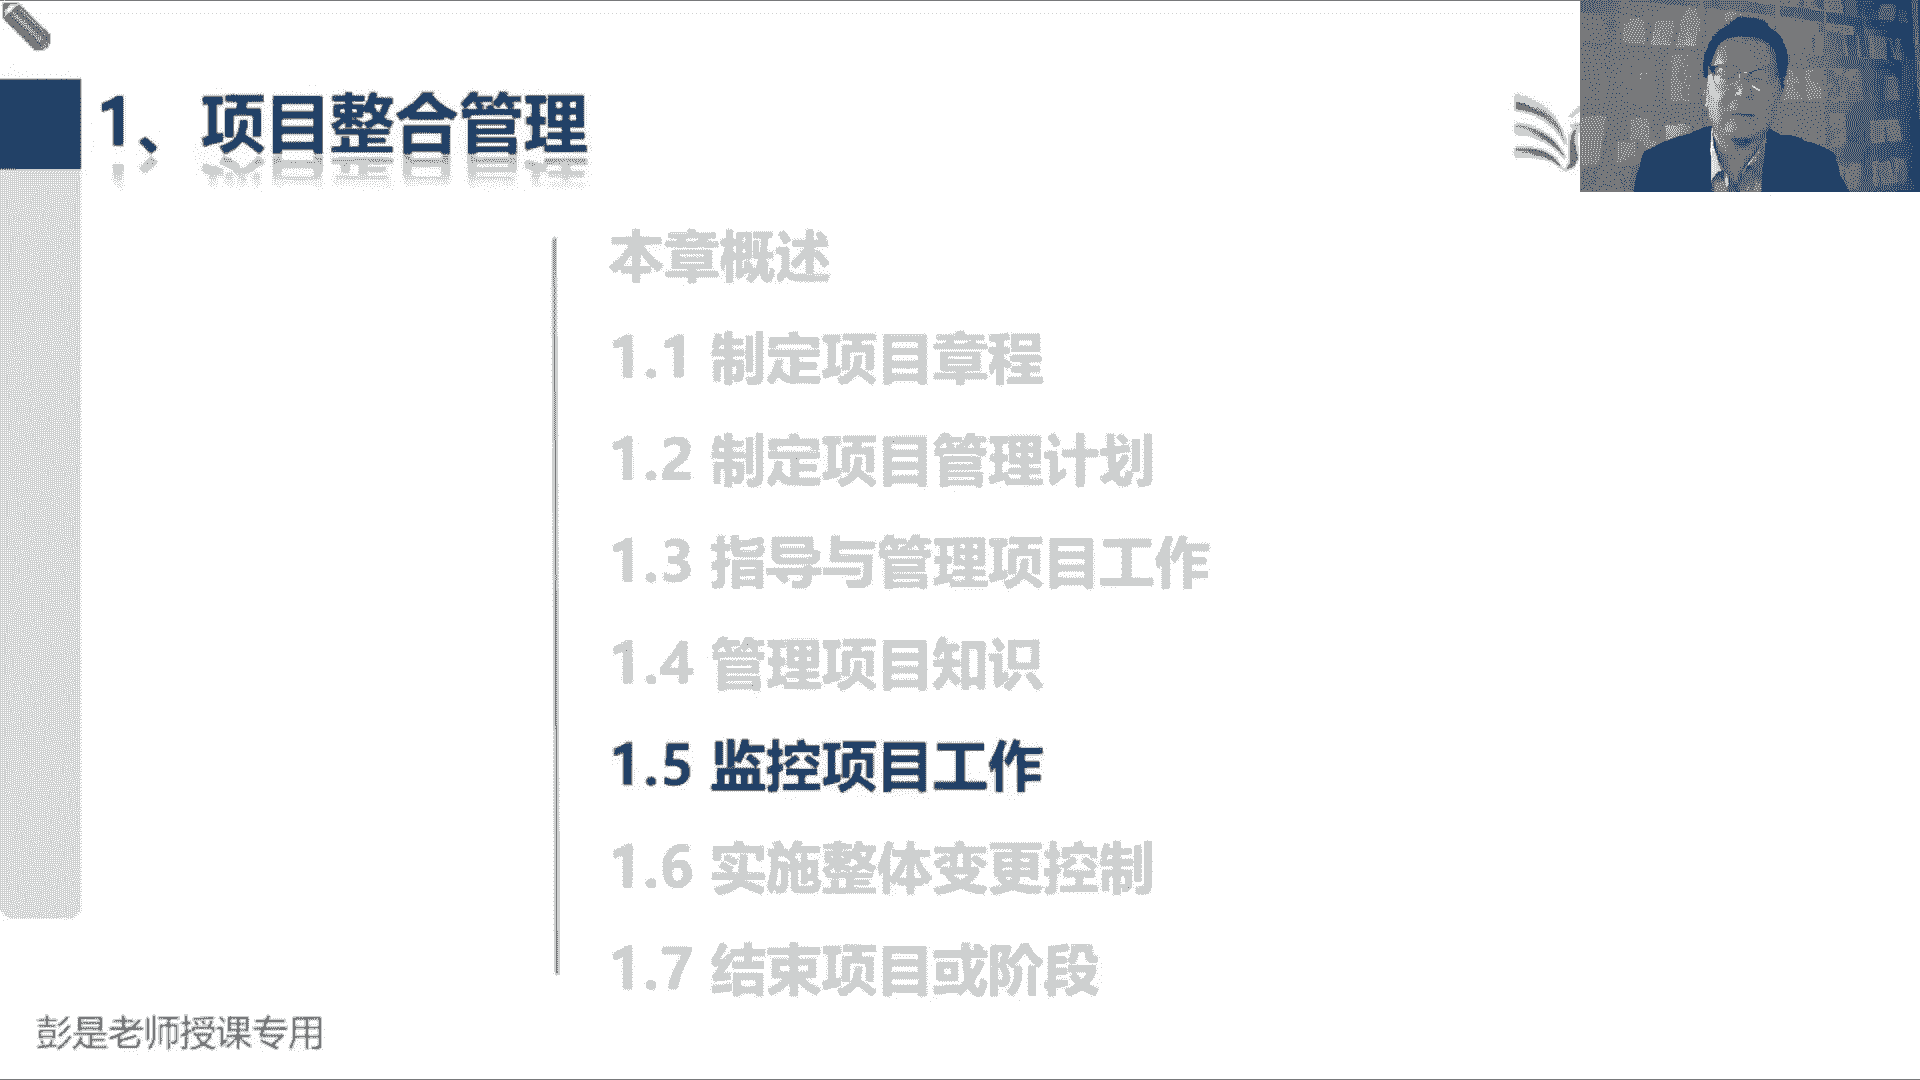 1、项目整合管理
本章概述
1.1 制定项目章程
1.2 制定项目管理计划
1.3 指导与管理项目工作
1.4 管理项目知识
1.5 监控项目工作
1.6 实施整体变更控制
1.7 结束项目或阶段
彭是老师授课专用